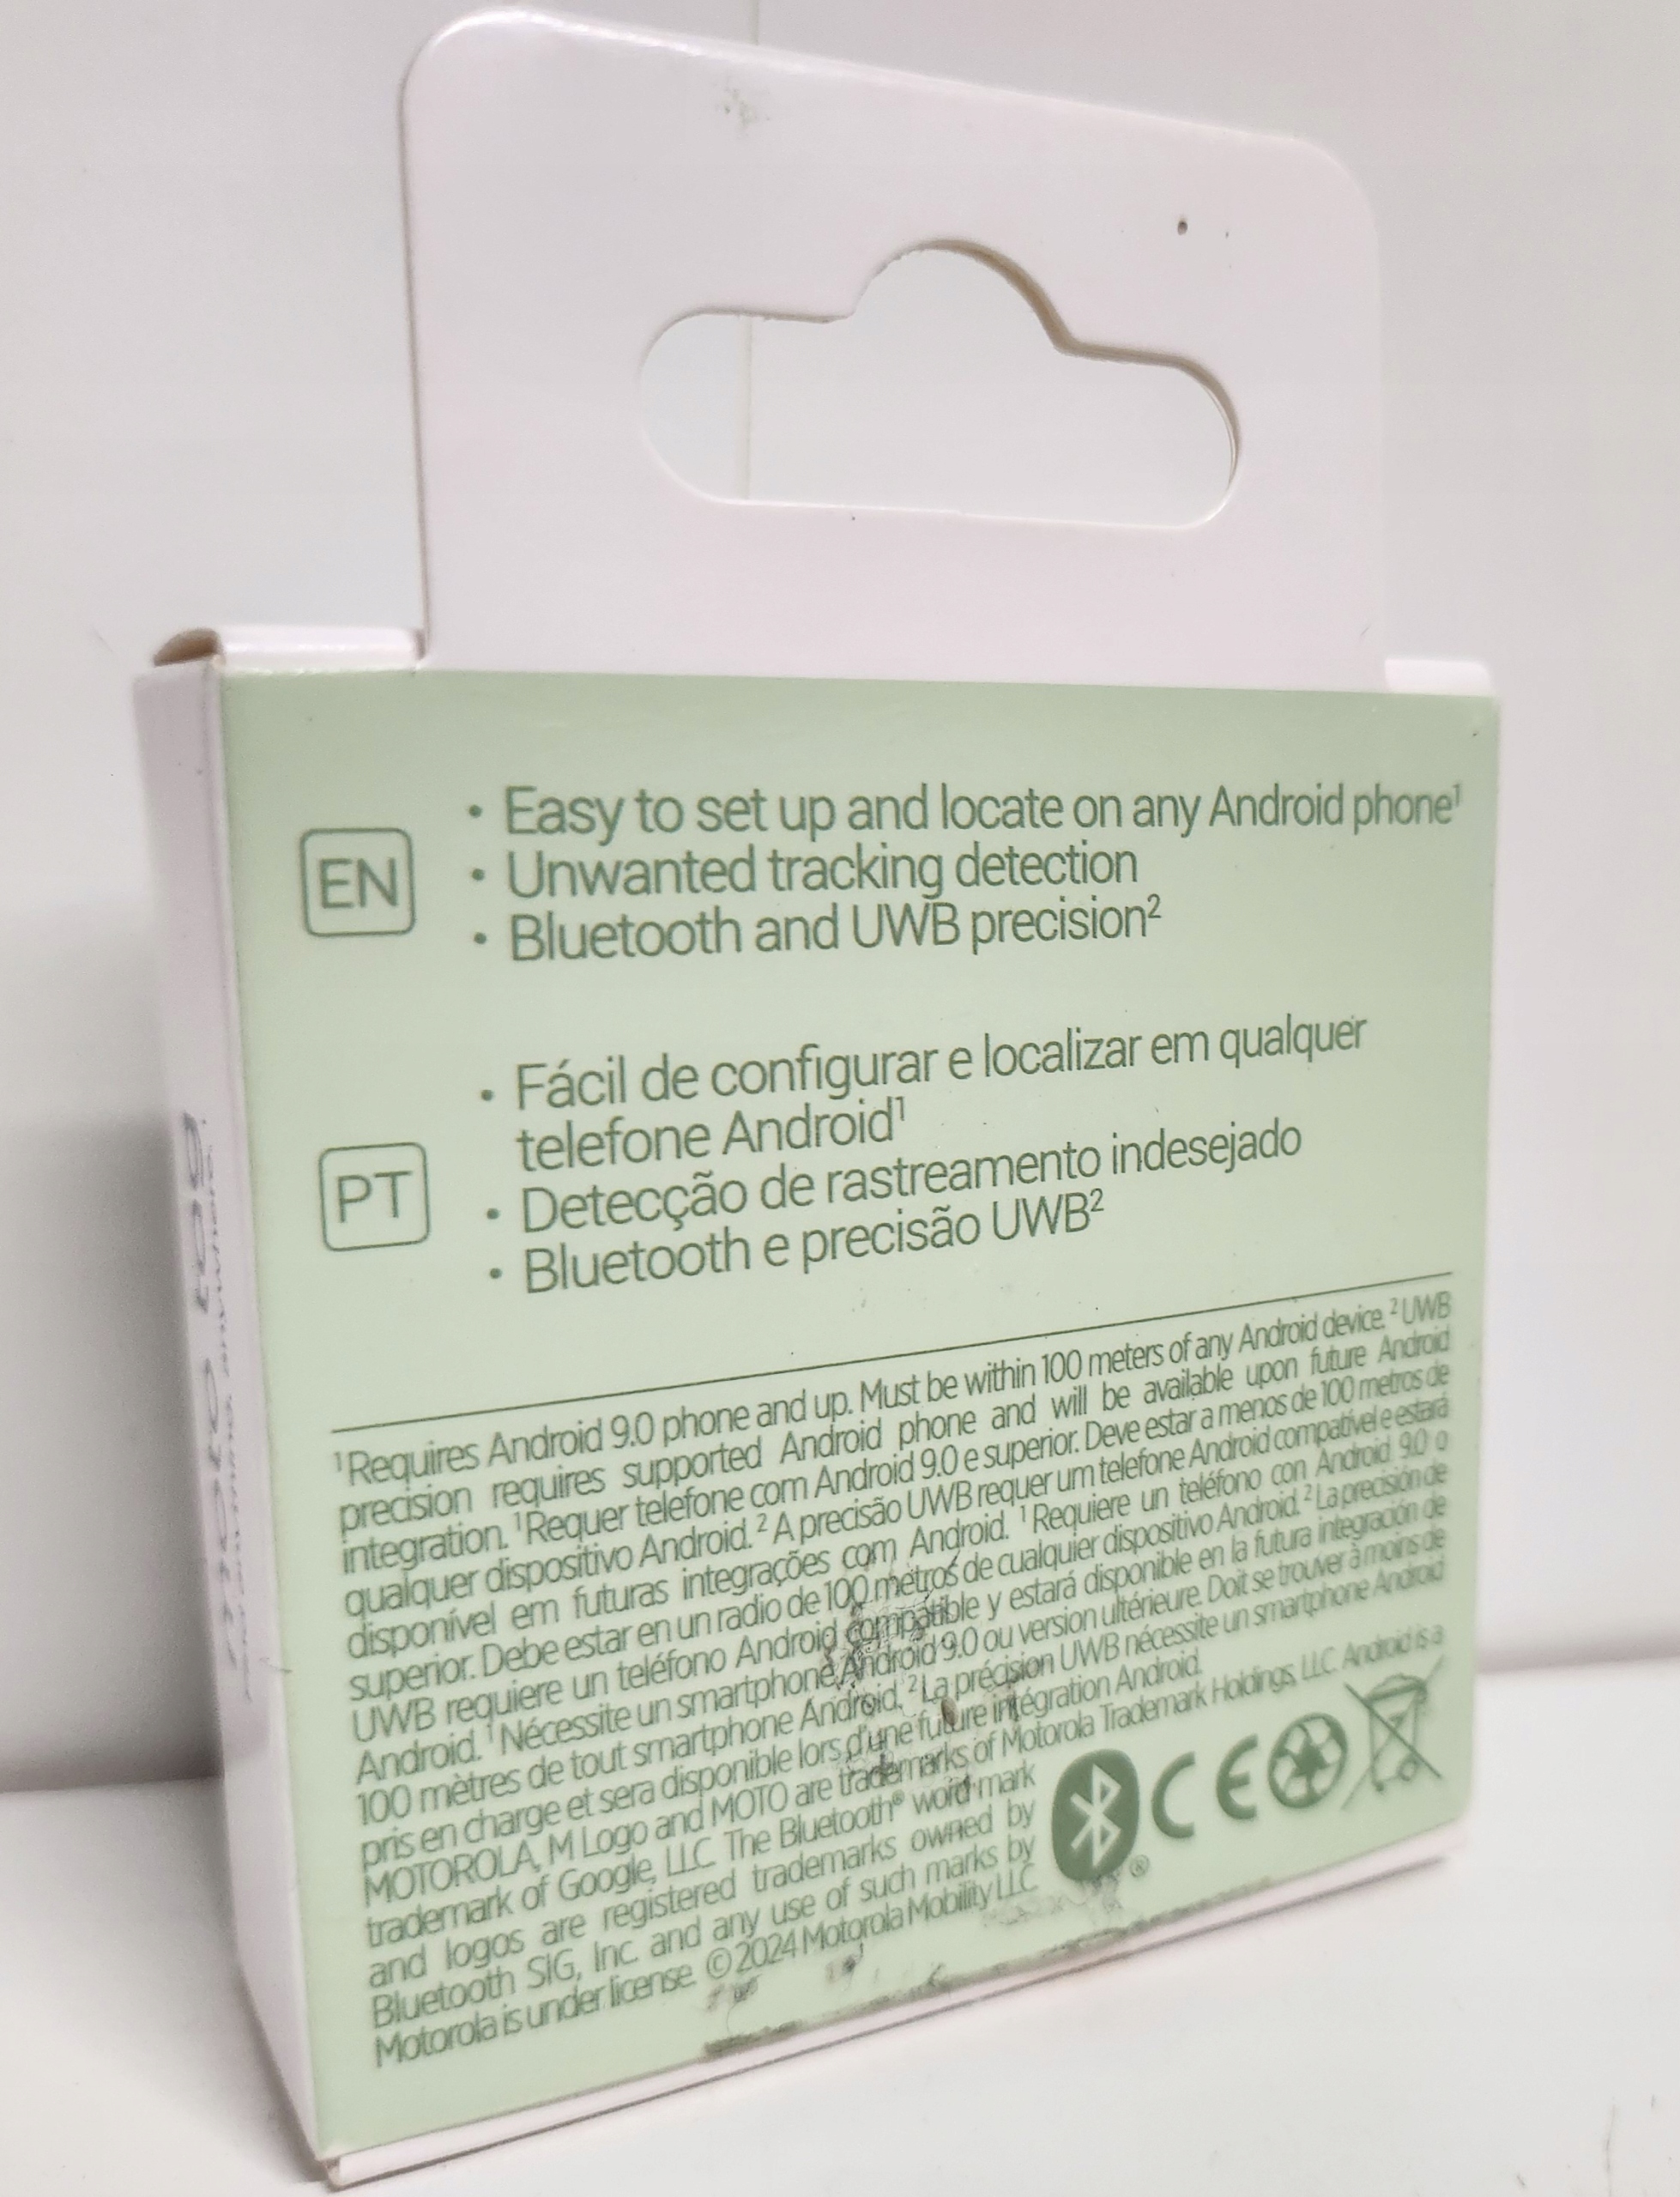 EN
• Easy to set up and locate on any Android phone¹
• Unwanted tracking detection
• Bluetooth and UWB precision²
PT
• Fácil de configurar e localizar em qualquer
telefone Android¹
• Detecção de rastreamento indesejado
• Bluetooth e precisão UWB²
¹Requires Android 9.0 phone and up. Must be within 100 meters of any Android device. ² UWB
precision requires supported Android phone and will be available upon future Android
integration. ¹Requer telefone com Android 9.0 e superior. Deve estar a menos de 100 metros de
qualquer dispositivo Android. ² A precisão UWB requer um telefone Android compatível e estará
disponível em futuras integrações com Android. ¹ Requiere un teléfono con Android 9.0 o
superior. Debe estar en un radio de 100 metros de cualquier dispositivo Android. ² La precisión de
UWB requiere un teléfono Android compatible y estará disponible en la futura integración de
Android. ¹ Nécessite un smartphone Android 9.0 ou version ultérieure. Doit se trouver à moins de
100 mètres de tout smartphone Android. ² La précision UWB nécessite un smartphone Android
pris en charge et sera disponible lors d'une future intégration Android.
MOTOROLA, M Logo and MOTO are trademarks of Motorola Trademark Holdings, LLC. Android is a
trademark of Google, LLC. The Bluetooth® word mark
and logos are registered trademarks owned by
Bluetooth SIG, Inc. and any use of such marks by
Motorola is under license. ©2024 Motorola Mobility LLC
CE
®
moto tag